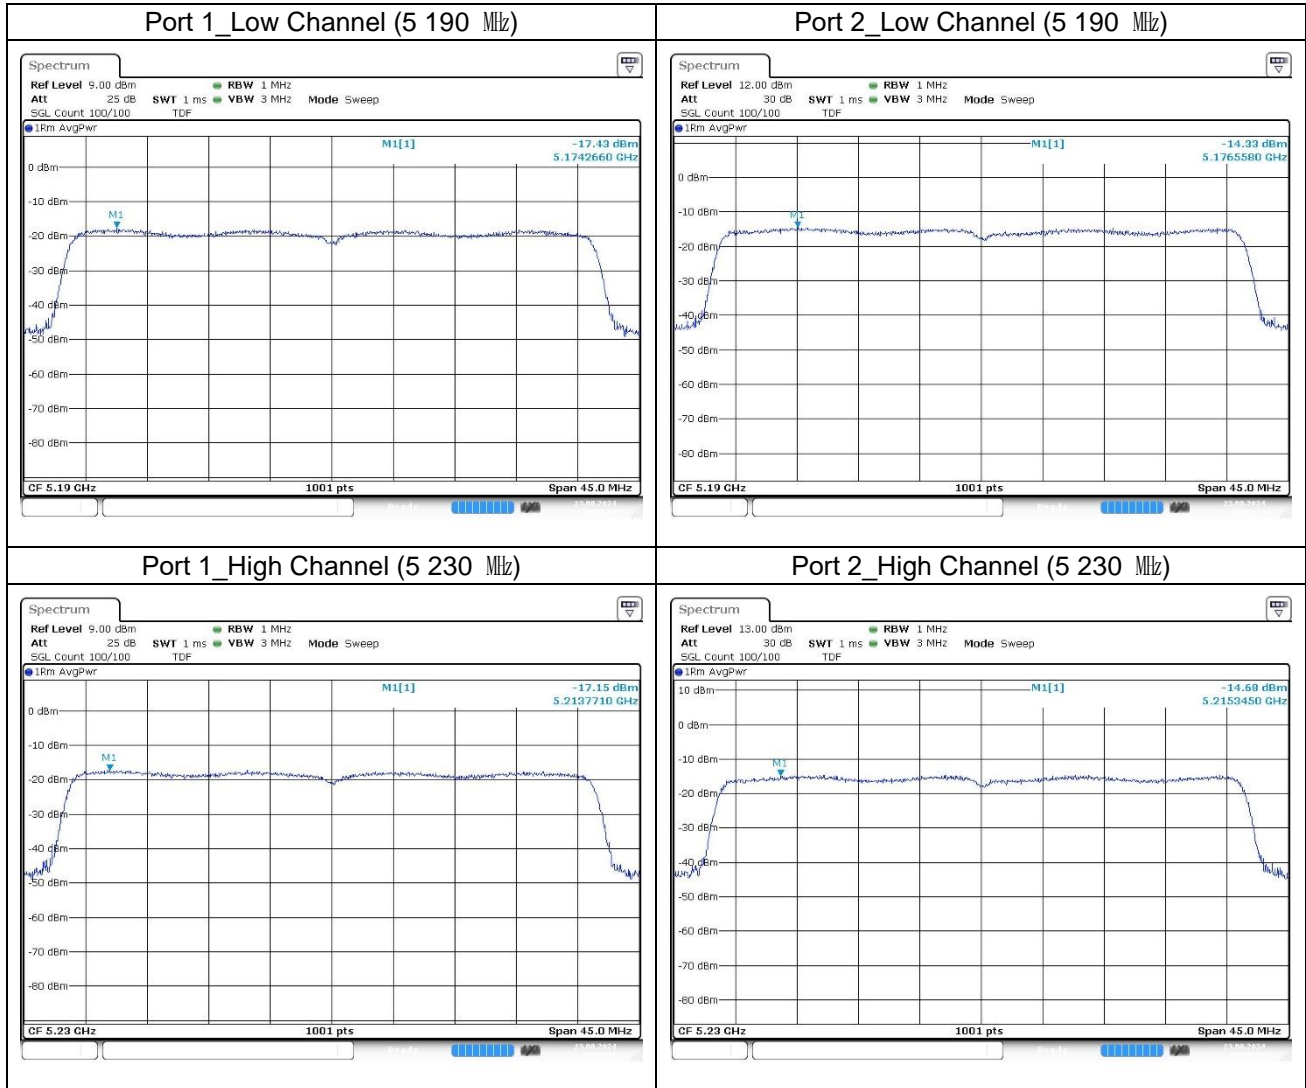 Port 1_Low Channel (5 190 ㎒)
Spectrum
Ref Level 9.00 dBm RBW 1 MHz
Att 25 dB SWT 1 ms VBW 3 MHz Mode Sweep
SGL Count 100/100 TDF
1Rm AvgPwr
M1[1] -17.43 dBm
5.1742660 GHz
0 dBm
-10 dBm
M1
-20 dBm
-30 dBm
-40 dBm
-50 dBm
-60 dBm
-70 dBm
-80 dBm
CF 5.19 GHz 1001 pts Span 45.0 MHz
Port 2_Low Channel (5 190 ㎒)
Spectrum
Ref Level 12.00 dBm RBW 1 MHz
Att 30 dB SWT 1 ms VBW 3 MHz Mode Sweep
SGL Count 100/100 TDF
1Rm AvgPwr
M1[1] -14.33 dBm
5.1765580 GHz
0 dBm
-10 dBm
M1
-20 dBm
-30 dBm
-40 dBm
-50 dBm
-60 dBm
-70 dBm
-80 dBm
CF 5.19 GHz 1001 pts Span 45.0 MHz
Port 1_High Channel (5 230 ㎒)
Spectrum
Ref Level 9.00 dBm RBW 1 MHz
Att 25 dB SWT 1 ms VBW 3 MHz Mode Sweep
SGL Count 100/100 TDF
1Rm AvgPwr
M1[1] -17.15 dBm
5.2137710 GHz
0 dBm
-10 dBm
M1
-20 dBm
-30 dBm
-40 dBm
-50 dBm
-60 dBm
-70 dBm
-80 dBm
CF 5.23 GHz 1001 pts Span 45.0 MHz
Port 2_High Channel (5 230 ㎒)
Spectrum
Ref Level 13.00 dBm RBW 1 MHz
Att 30 dB SWT 1 ms VBW 3 MHz Mode Sweep
SGL Count 100/100 TDF
1Rm AvgPwr
10 dBm M1[1] -14.68 dBm
5.2153450 GHz
0 dBm
-10 dBm
M1
-20 dBm
-30 dBm
-40 dBm
-50 dBm
-60 dBm
-70 dBm
-80 dBm
CF 5.23 GHz 1001 pts Span 45.0 MHz